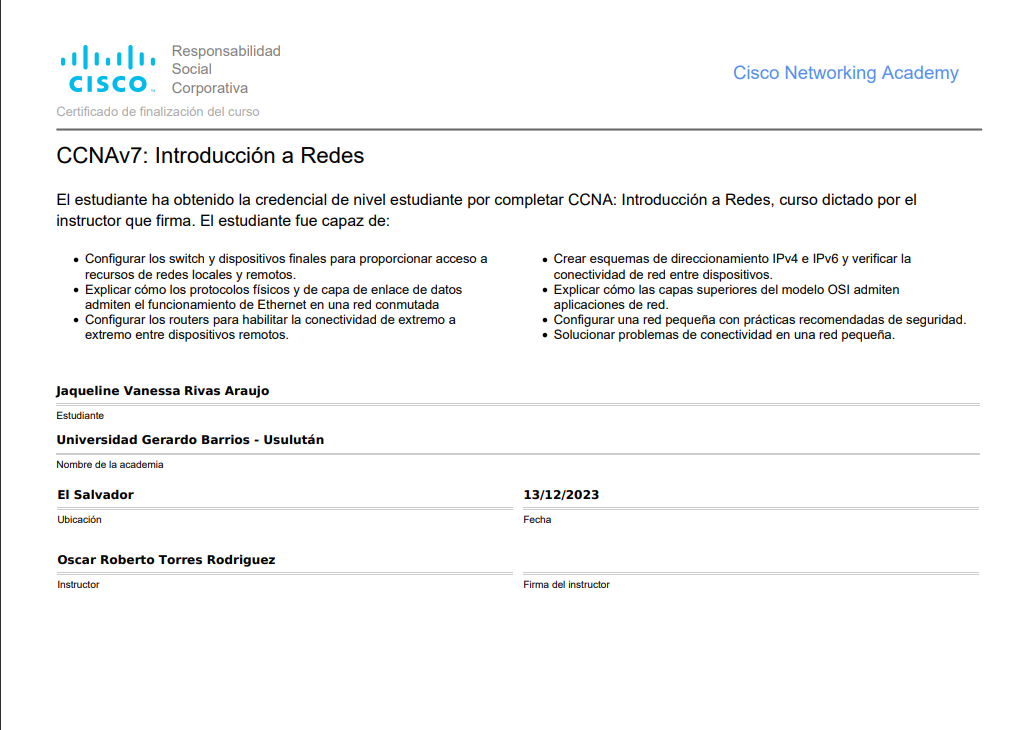 CISCO
Responsabilidad
Social
Corporativa
Cisco Networking Academy
Certificado de finalización del curso
CCNAv7: Introducción a Redes
El estudiante ha obtenido la credencial de nivel estudiante por completar CCNA: Introducción a Redes, curso dictado por el
instructor que firma. El estudiante fue capaz de:
• Configurar los switch y dispositivos finales para proporcionar acceso a
recursos de redes locales y remotos.
• Explicar cómo los protocolos físicos y de capa de enlace de datos
admiten el funcionamiento de Ethernet en una red conmutada
• Configurar los routers para habilitar la conectividad de extremo a
extremo entre dispositivos remotos.
• Crear esquemas de direccionamiento IPv4 e IPv6 y verificar la
conectividad de red entre dispositivos.
• Explicar cómo las capas superiores del modelo OSI admiten
aplicaciones de red.
• Configurar una red pequeña con prácticas recomendadas de seguridad.
• Solucionar problemas de conectividad en una red pequeña.
Jaqueline Vanessa Rivas Araujo
Estudiante
Universidad Gerardo Barrios - Usulután
Nombre de la academia
El Salvador
Ubicación
13/12/2023
Fecha
Oscar Roberto Torres Rodriguez
Instructor
Firma del instructor